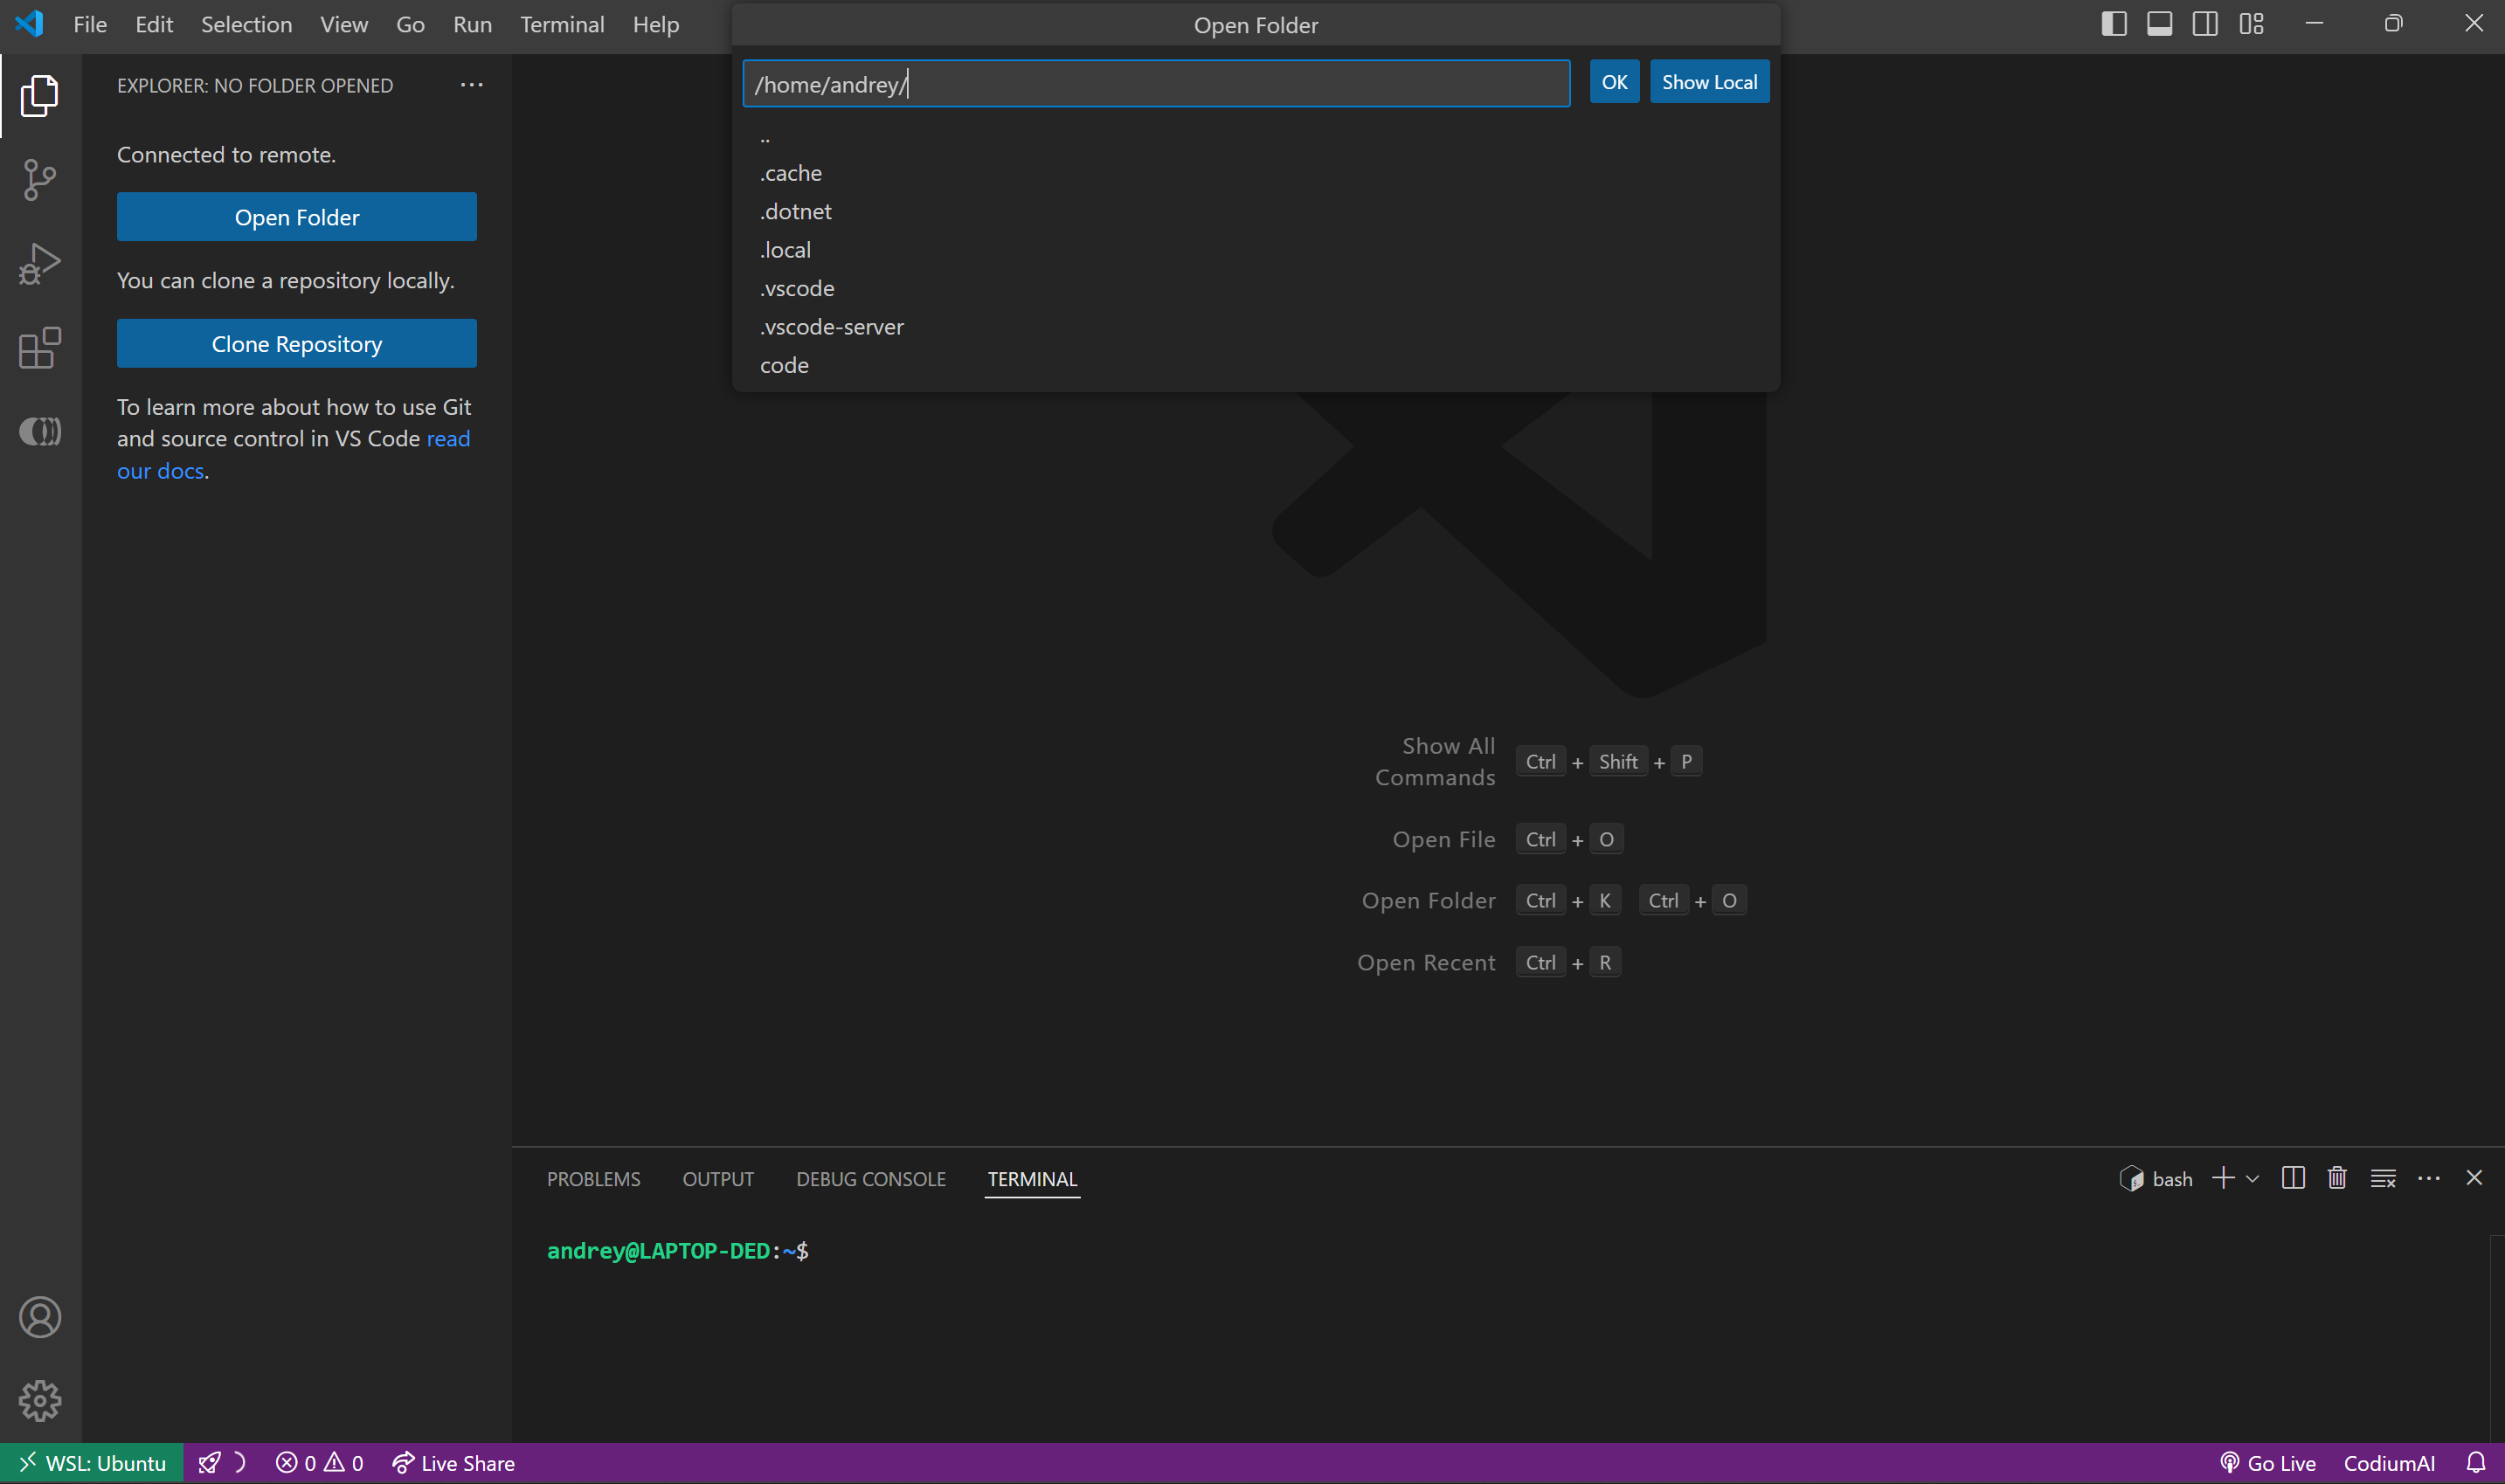 File Edit Selection View Go Run Terminal Help
Open Folder
/home/andrey/
OK
Show Local
..
.cache
.dotnet
.local
.vscode
.vscode-server
code
EXPLORER: NO FOLDER OPENED
Connected to remote.
Open Folder
You can clone a repository locally.
Clone Repository
To learn more about how to use Git
and source control in VS Code read
our docs.
Show All
Commands
Ctrl + Shift + P
Open File Ctrl + O
Open Folder Ctrl + K Ctrl + O
Open Recent Ctrl + R
PROBLEMS OUTPUT DEBUG CONSOLE TERMINAL
bash
andrey@LAPTOP-DED:~$
WSL: Ubuntu 0 0 Live Share
Go Live CodiumAI